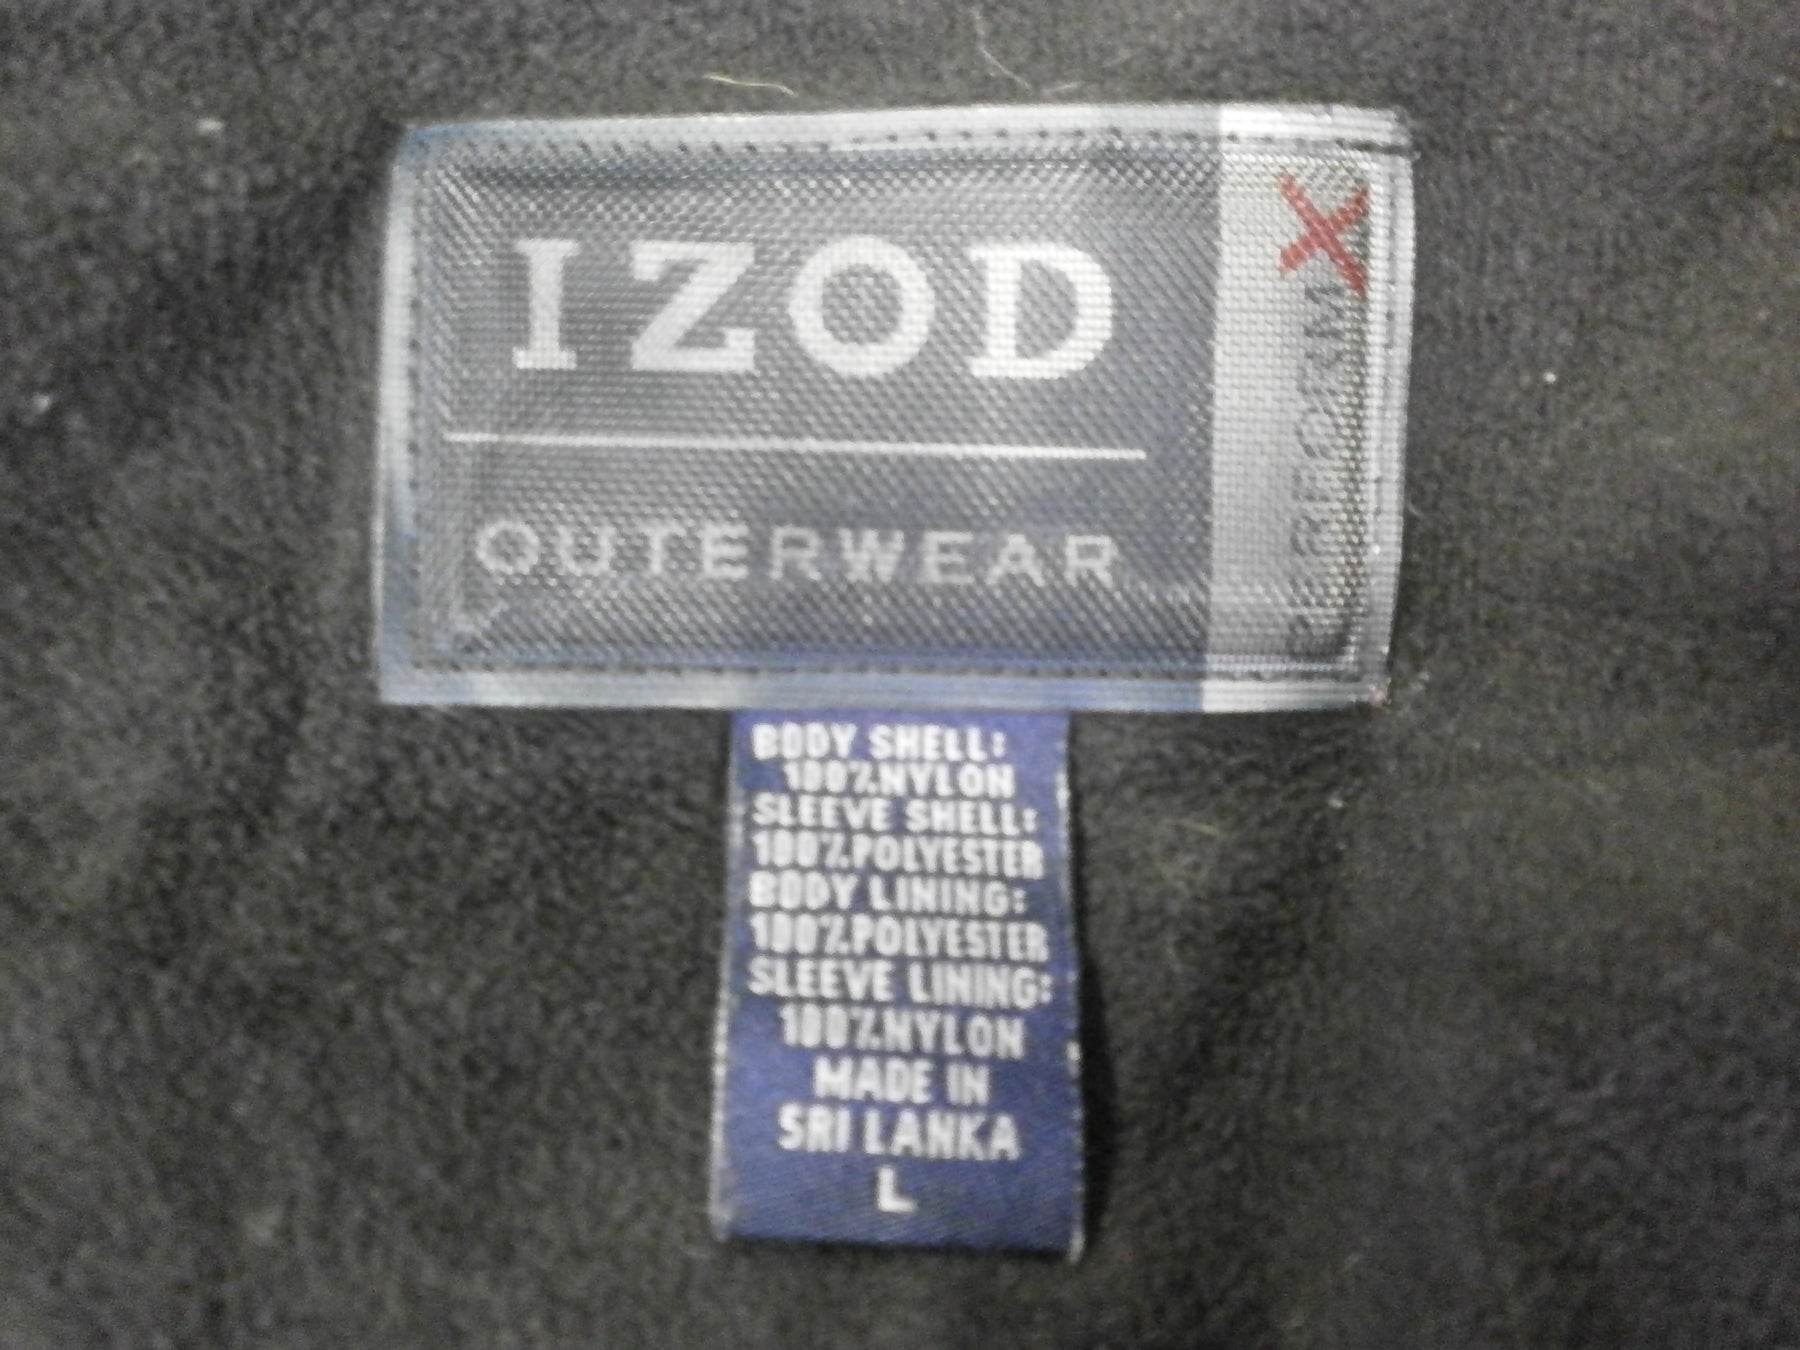 IZOD
OUTERWEAR
PERFORM X
BODY SHELL:
100%NYLON
SLEEVE SHELL:
100%POLYESTER
BODY LINING:
100%POLYESTER
SLEEVE LINING:
100%NYLON
MADE IN
SRI LANKA
L